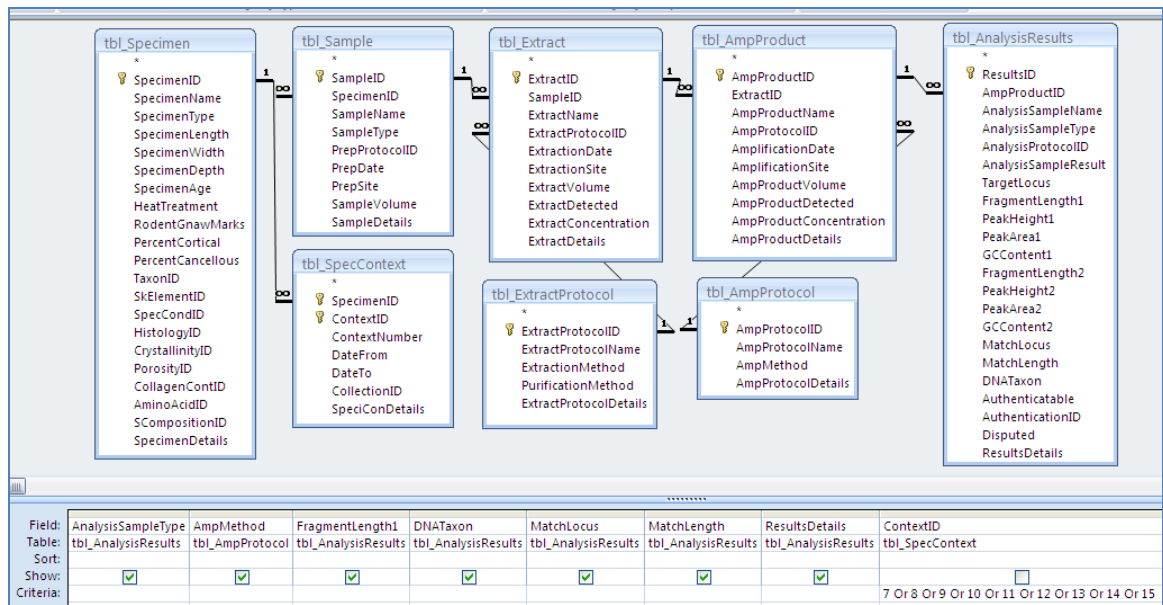 tbl_Specimen
*
SpecimenID
SpecimenName
SpecimenType
SpecimenLength
SpecimenWidth
SpecimenDepth
SpecimenAge
HeatTreatment
RodentGnawMarks
PercentCortical
PercentCancellous
TaxonID
SkElementID
SpecCondID
HistologyID
CrystallinityID
PorosityID
CollagenContID
AminoAcidID
SCompositionID
SpecimenDetails
1
∞
∞
tbl_Sample
*
SampleID
SpecimenID
SampleName
SampleType
PrepProtocolID
PrepDate
PrepSite
SampleVolume
SampleDetails
1
∞
∞
tbl_SpecContext
*
SpecimenID
ContextID
ContextNumber
DateFrom
DateTo
CollectionID
SpeciConDetails
tbl_Extract
*
ExtractID
SampleID
ExtractName
ExtractProtocolID
ExtractionDate
ExtractionSite
ExtractVolume
ExtractDetected
ExtractConcentration
ExtractDetails
1
∞
tbl_ExtractProtocol
*
ExtractProtocolID
ExtractProtocolName
ExtractionMethod
PurificationMethod
ExtractProtocolDetails
1
1
tbl_AmpProduct
*
AmpProductID
ExtractID
AmpProductName
AmpProtocolID
AmplificationDate
AmplificationSite
AmpProductVolume
AmpProductDetected
AmpProductConcentration
AmpProductDetails
1
∞
∞
tbl_AmpProtocol
*
AmpProtocolID
AmpProtocolName
AmpMethod
AmpProtocolDetails
tbl_AnalysisResults
*
ResultsID
AmpProductID
AnalysisSampleName
AnalysisSampleType
AnalysisProtocolID
AnalysisSampleResult
TargetLocus
FragmentLength1
PeakHeight1
PeakArea1
GCContent1
FragmentLength2
PeakHeight2
PeakArea2
GCContent2
MatchLocus
MatchLength
DNATaxon
Authenticatable
AuthenticationID
Disputed
ResultsDetails
Field: AnalysisSampleType AmpMethod FragmentLength1 DNATaxon MatchLocus MatchLength ResultsDetails ContextID
Table: tbl_AnalysisResults tbl_AmpProtocol tbl_AnalysisResults tbl_AnalysisResults tbl_AnalysisResults tbl_AnalysisResults tbl_AnalysisResults tbl_SpecContext
Sort:
Show:
Criteria: 7 Or 8 Or 9 Or 10 Or 11 Or 12 Or 13 Or 14 Or 15